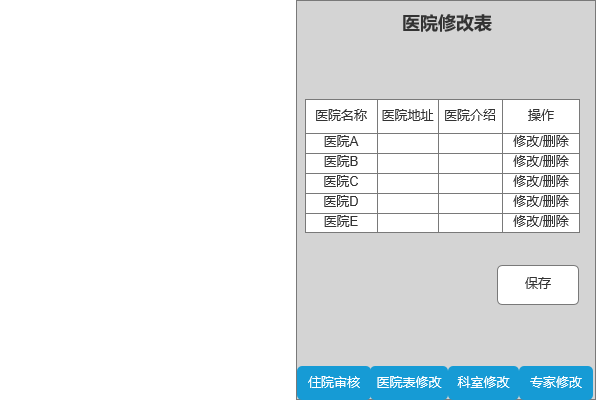 医院修改表
医院名称 医院地址 医院介绍 操作
医院A 修改/删除
医院B 修改/删除
医院C 修改/删除
医院D 修改/删除
医院E 修改/删除
保存
住院审核 医院表修改 科室修改 专家修改